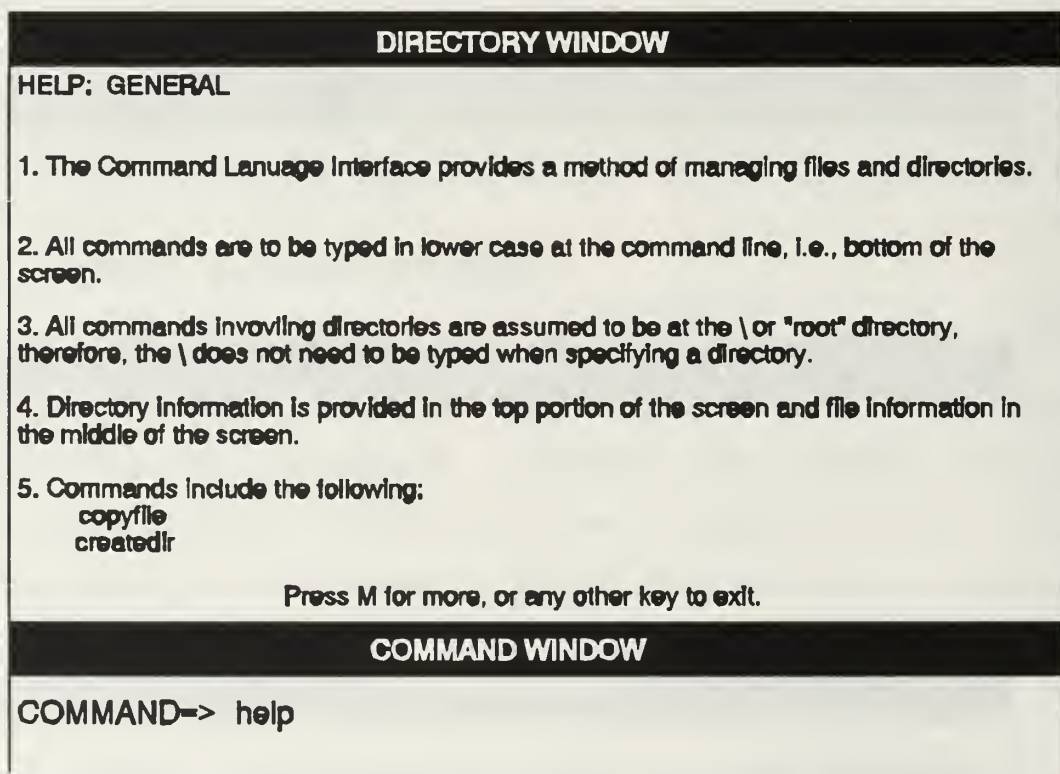 DIRECTORY WINDOW
HELP: GENERAL
1. The Command Lanuage Interface provides a method of managing files and directories.
2. All commands are to be typed in lower case at the command line, i.e., bottom of the
screen.
3. All commands invovling directories are assumed to be at the \ or "root" directory,
therefore, the \ does not need to be typed when specifying a directory.
4. Directory information is provided in the top portion of the screen and file information in
the middle of the screen.
5. Commands include the following:
copyfile
createdir
Press M for more, or any other key to exit.
COMMAND WINDOW
COMMAND=> help